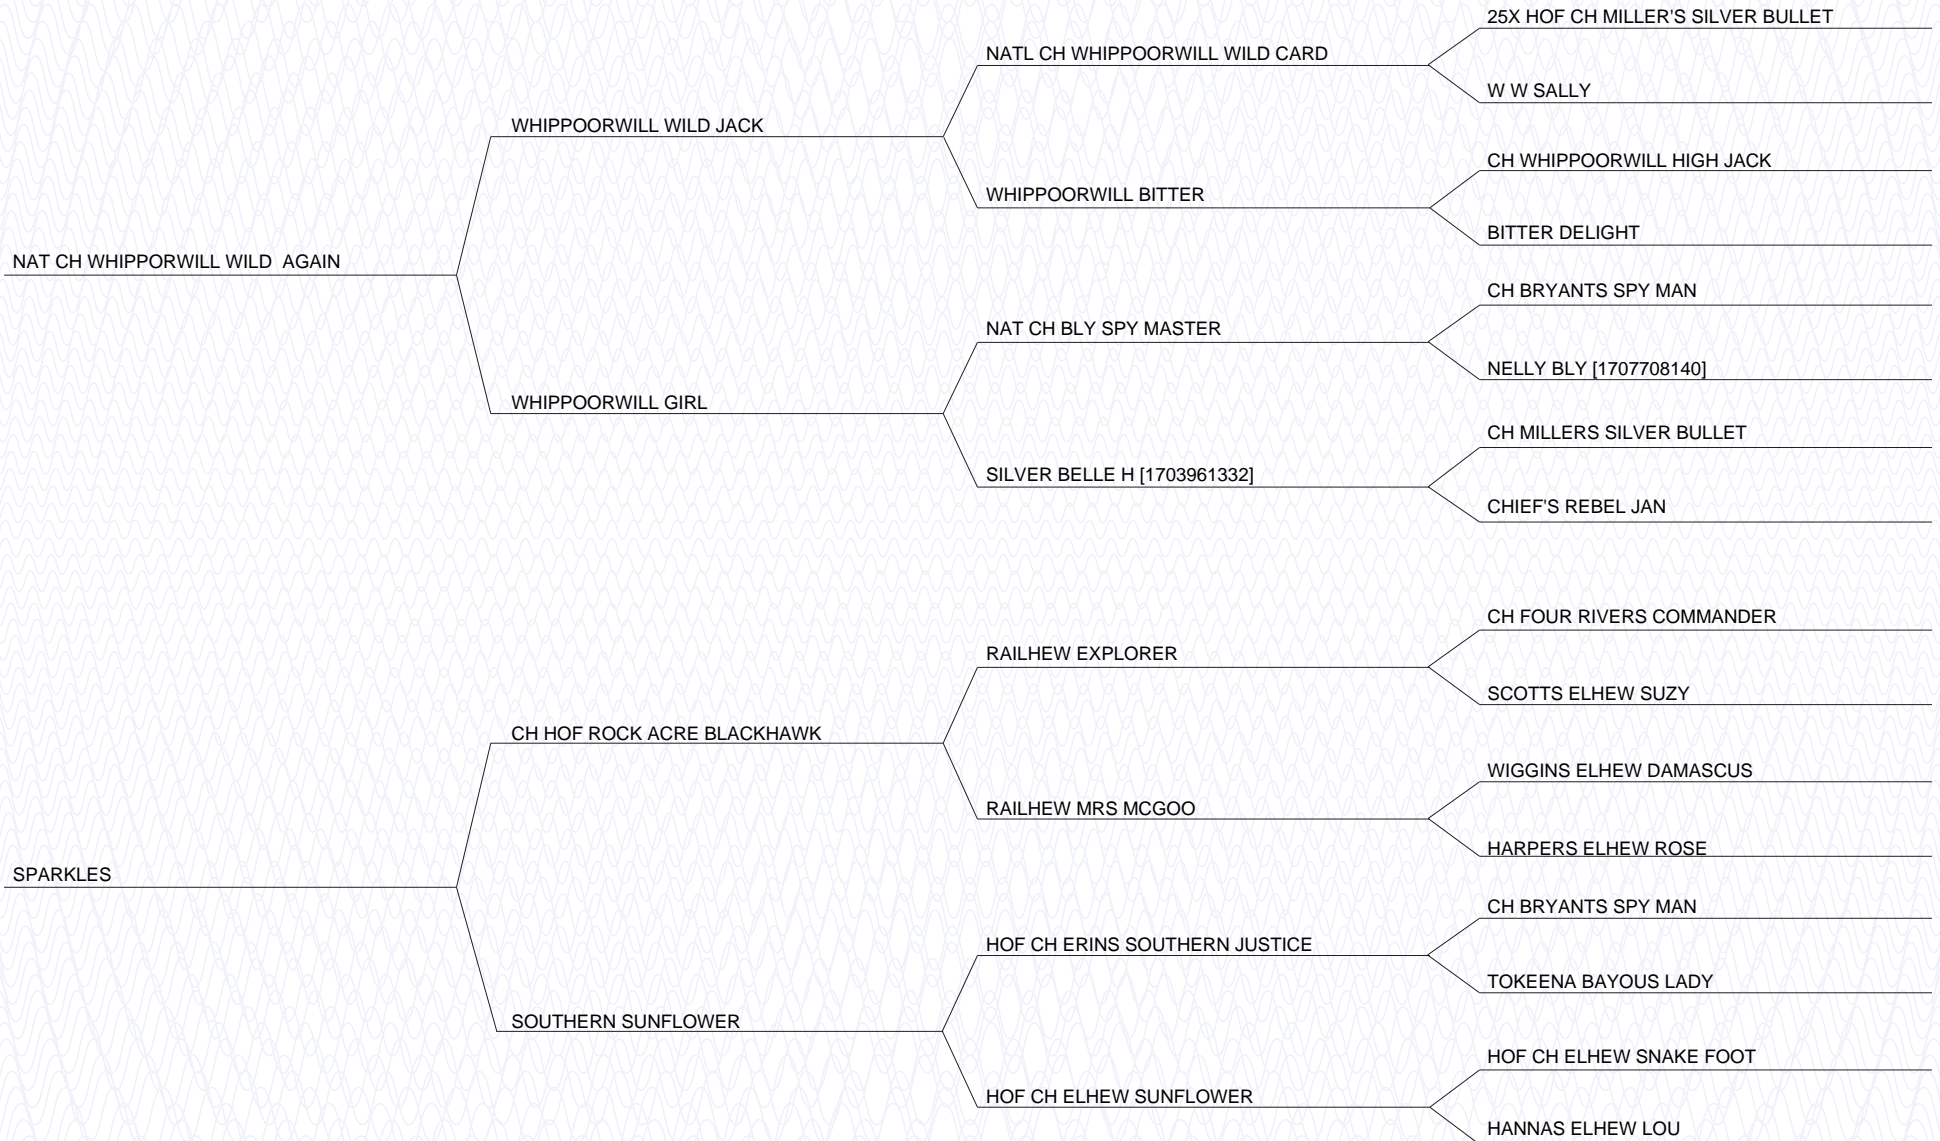 25X HOF CH MILLER'S SILVER BULLET
NATL CH WHIPPOORWILL WILD CARD
W W SALLY
WHIPPOORWILL WILD JACK
CH WHIPPOORWILL HIGH JACK
WHIPPOORWILL BITTER
BITTER DELIGHT
NAT CH WHIPPORWILL WILD  AGAIN
CH BRYANTS SPY MAN
NAT CH BLY SPY MASTER
NELLY BLY [1707708140]
WHIPPOORWILL GIRL
CH MILLERS SILVER BULLET
SILVER BELLE H [1703961332]
CHIEF'S REBEL JAN
CH FOUR RIVERS COMMANDER
RAILHEW EXPLORER
SCOTTS ELHEW SUZY
CH HOF ROCK ACRE BLACKHAWK
WIGGINS ELHEW DAMASCUS
RAILHEW MRS MCGOO
HARPERS ELHEW ROSE
SPARKLES
CH BRYANTS SPY MAN
HOF CH ERINS SOUTHERN JUSTICE
TOKEENA BAYOUS LADY
SOUTHERN SUNFLOWER
HOF CH ELHEW SNAKE FOOT
HOF CH ELHEW SUNFLOWER
HANNAS ELHEW LOU